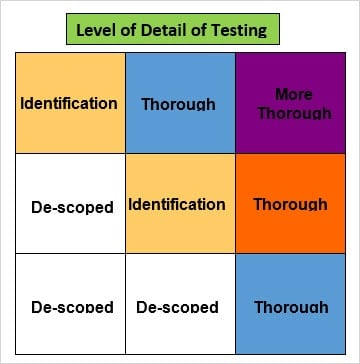 Level of Detail of Testing
Identification
Thorough
More
Thorough
De-scoped
Identification
Thorough
De-scoped
De-scoped
Thorough